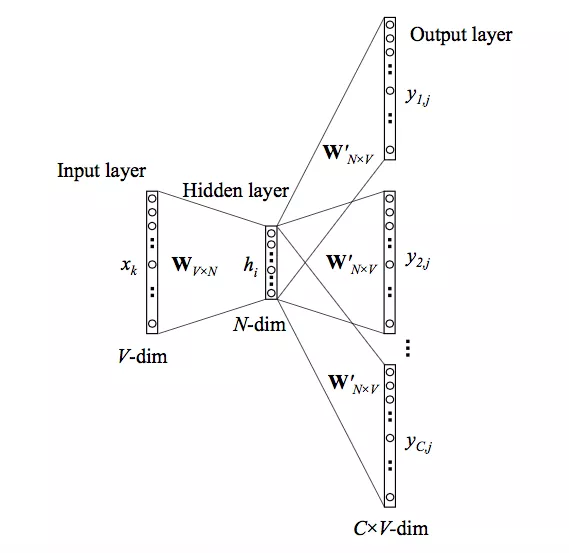 Output layer
y1,j
W'N×V
Input layer
Hidden layer
xk
WV×N
hi
W'N×V
y2,j
N-dim
V-dim
W'N×V
yC,j
C×V-dim